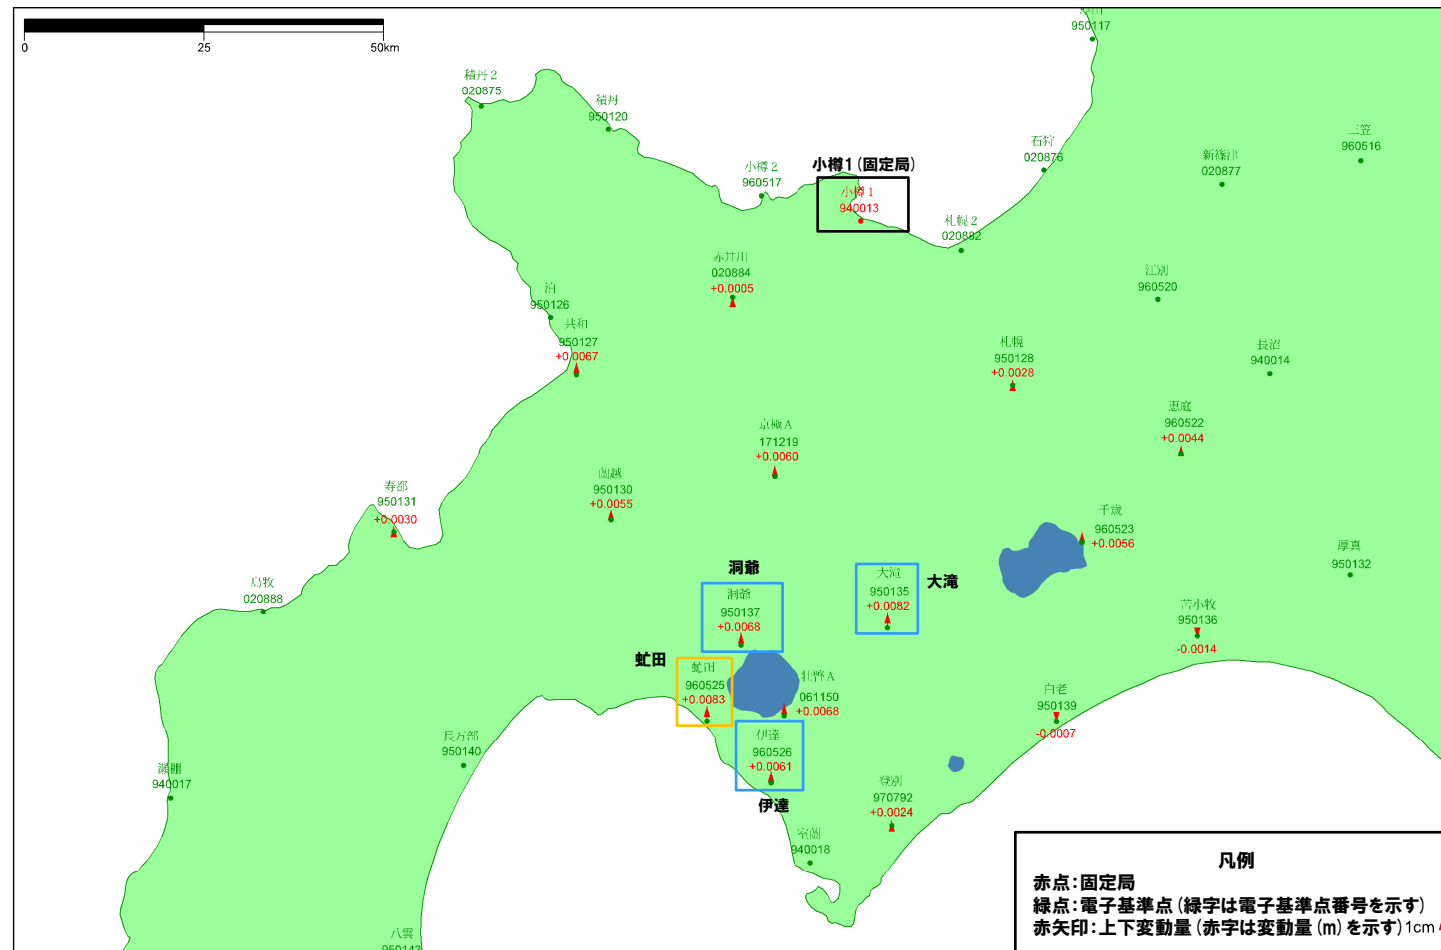 950117
0
25
50km
積丹２
020875
積丹
950120
小樽２
960517
小樽1（固定局）
小樽１
940013
石狩
020876
新篠津
020877
三笠
960516
札幌２
020882
赤井川
020884
+0.0005
江別
960520
泊
950126
共和
950127
+0.0067
札幌
950128
+0.0028
長沼
940014
恵庭
960522
+0.0044
京極Ａ
171219
+0.0060
蘭越
950130
+0.0055
寿都
950131
+0.0030
千歳
960523
+0.0056
厚真
950132
洞爺
洞爺
950137
+0.0068
大滝
950135
+0.0082
大滝
島牧
020888
苫小牧
950136
-0.0014
虻田
虻田
960525
+0.0083
壮瞥Ａ
061150
+0.0068
白老
950139
-0.0007
伊達
960526
+0.0061
伊達
長万部
950140
瀬棚
940017
登別
970792
+0.0024
室蘭
940018
八雲
950143
凡例
赤点：固定局
緑点：電子基準点（緑字は電子基準点番号を示す）
赤矢印：上下変動量（赤字は変動量（m）を示す）1cm